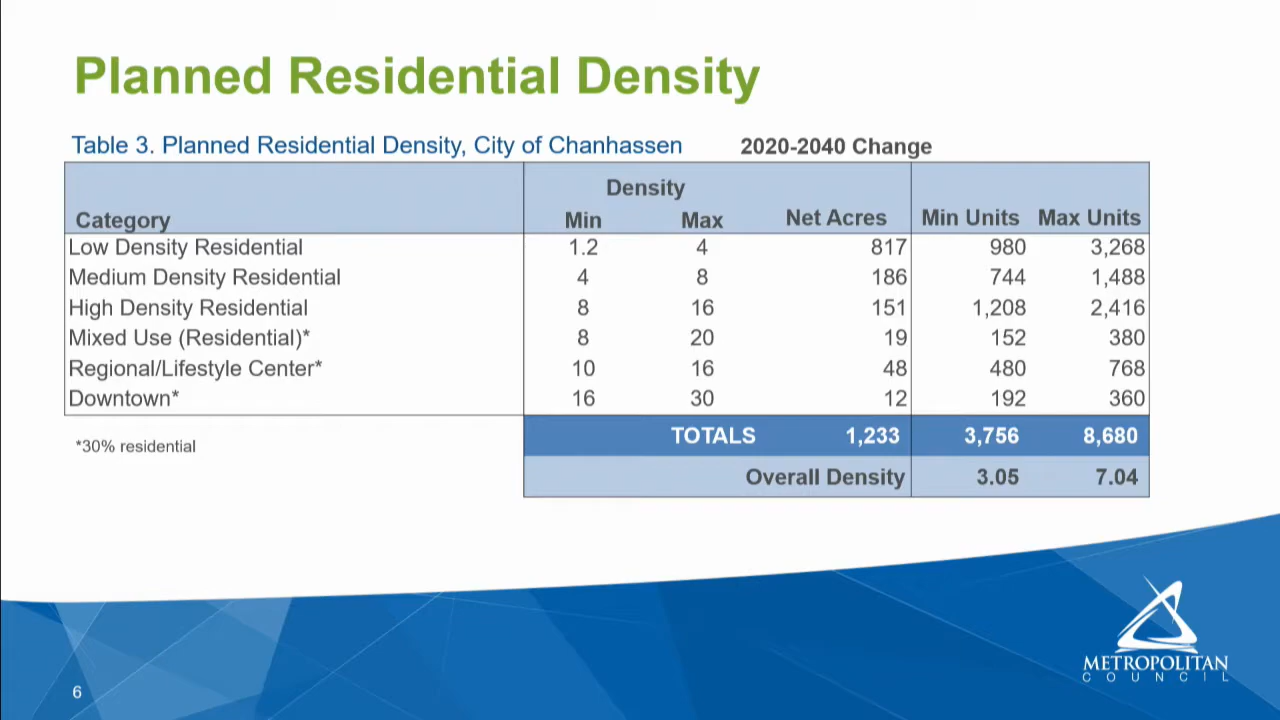 Planned Residential Density
Table 3. Planned Residential Density, City of Chanhassen 2020-2040 Change
Density
Category Min Max Net Acres Min Units Max Units
Low Density Residential 1.2 4 817 980 3,268
Medium Density Residential 4 8 186 744 1,488
High Density Residential 8 16 151 1,208 2,416
Mixed Use (Residential)* 8 20 19 152 380
Regional/Lifestyle Center* 10 16 48 480 768
Downtown* 16 30 12 192 360
TOTALS 1,233 3,756 8,680
*30% residential
Overall Density 3.05 7.04
METROPOLITAN
COUNCIL
6